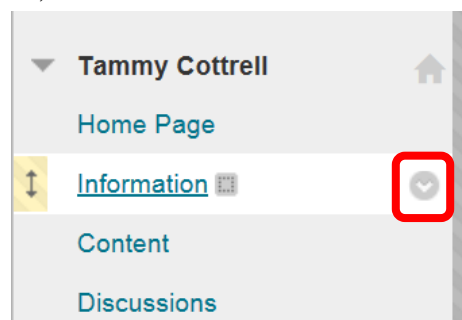 Tammy Cottrell
Home Page
Information
Content
Discussions